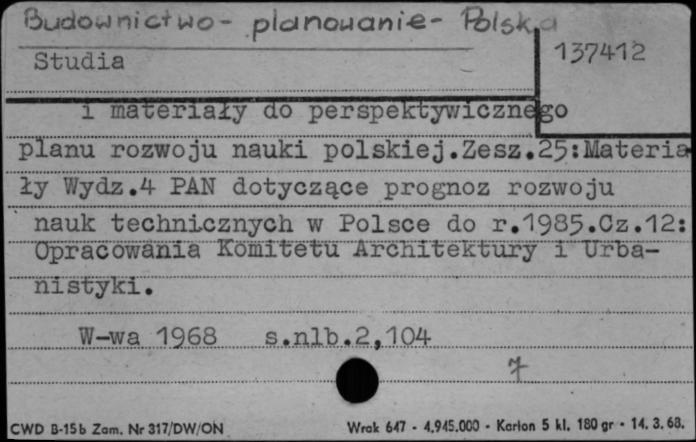 Budownictwo - planowanie - Polska
137412
Studia
i materiały do perspektywicznego
planu rozwoju nauki polskiej.Zesz.25:Materia
ły Wydz.4 PAN dotyczące prognoz rozwoju
nauk technicznych w Polsce do r.1985.Cz.12:
Opracowania Komitetu Architektury i Urba-
nistyki.
W-wa 1968 s.nlb.2,104
7
CWD B-15b Zam. Nr 317/DW/ON
Wrak 647 - 4.945.000 - Karton 5 kl. 180 gr - 14. 3. 68.